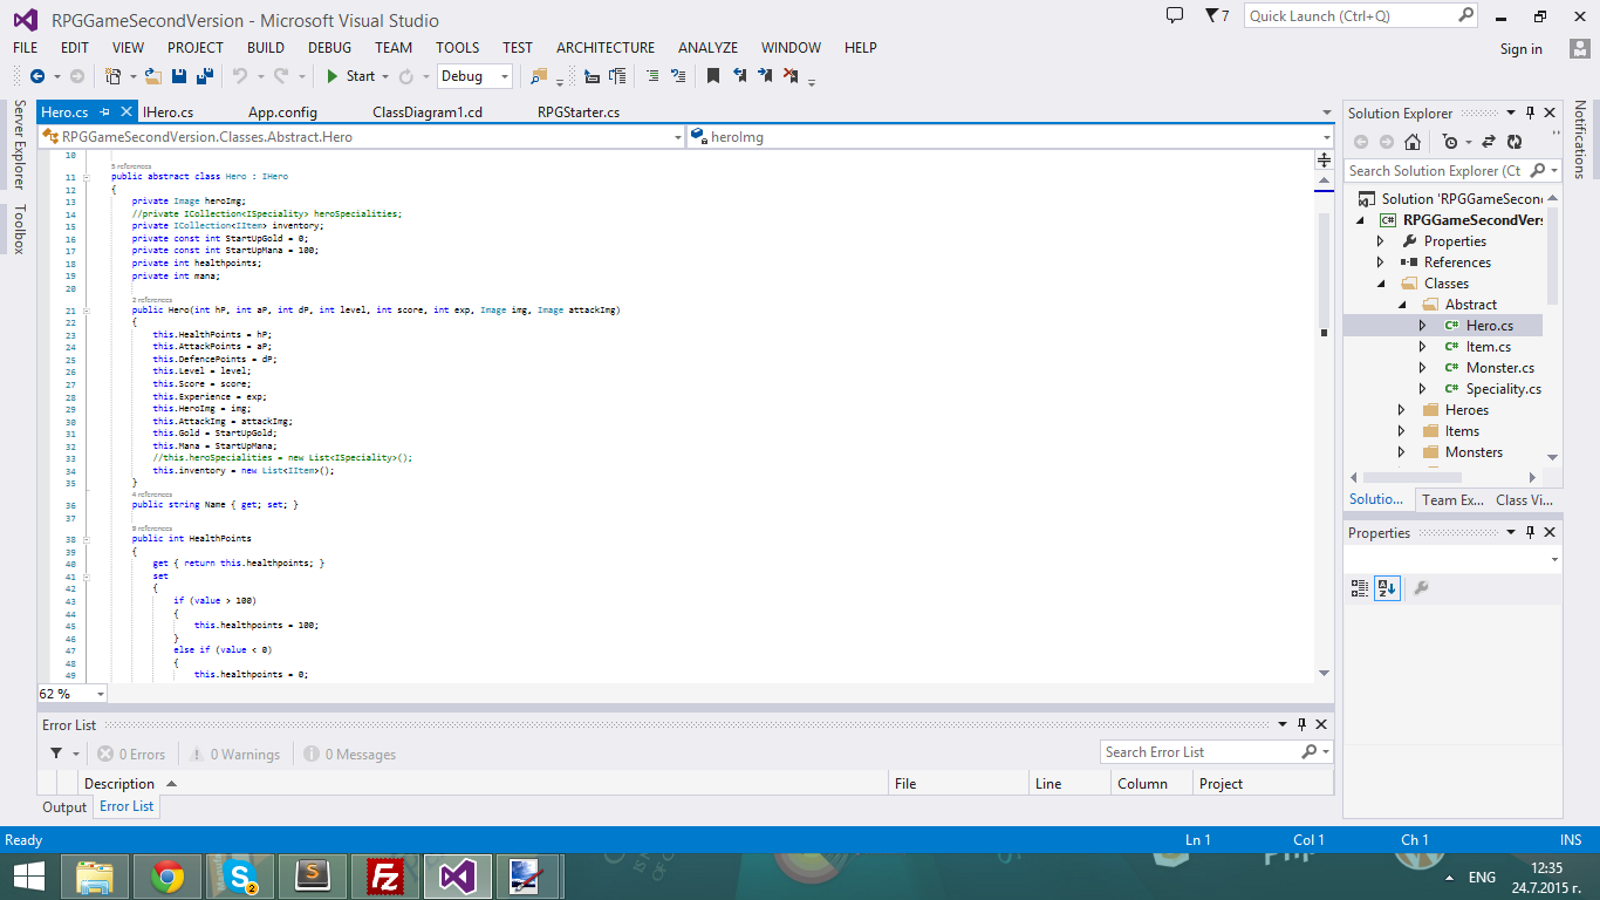 RPGGameSecondVersion - Microsoft Visual Studio
7
Quick Launch (Ctrl+Q)
FILE EDIT VIEW PROJECT BUILD DEBUG TEAM TOOLS TEST ARCHITECTURE ANALYZE WINDOW HELP
Sign in
Start Debug
Server Explorer
Toolbox
Hero.cs IHero.cs App.config ClassDiagram1.cd RPGStarter.cs
RPGGameSecondVersion.Classes.Abstract.Hero heroImg
10
5 references
11 public abstract class Hero : IHero
12 {
13 private Image heroImg;
14 //private ICollection<ISpeciality> heroSpecialities;
15 private ICollection<IItem> inventory;
16 private const int StartUpGold = 0;
17 private const int StartUpMana = 100;
18 private int healthpoints;
19 private int mana;
20
2 references
21 public Hero(int hP, int aP, int dP, int level, int score, int exp, Image img, Image attackImg)
22 {
23 this.HealthPoints = hP;
24 this.AttackPoints = aP;
25 this.DefencePoints = dP;
26 this.Level = level;
27 this.Score = score;
28 this.Experience = exp;
29 this.HeroImg = img;
30 this.AttackImg = attackImg;
31 this.Gold = StartUpGold;
32 this.Mana = StartUpMana;
33 //this.heroSpecialities = new List<ISpeciality>();
34 this.inventory = new List<IItem>();
}
4 references
36 public string Name { get; set; }
37
9 references
38 public int HealthPoints
39 {
40 get { return this.healthpoints; }
41 set
42 {
43 if (value > 100)
44 {
45 this.healthpoints = 100;
46 }
47 else if (value < 0)
48 {
49 this.healthpoints = 0;
62 %
Error List
0 Errors 0 Warnings 0 Messages
Search Error List
Description File Line Column Project
Output Error List
Solution Explorer
Search Solution Explorer (Ct
Solution 'RPGGameSecon
RPGGameSecondVer
Properties
References
Classes
Abstract
C# Hero.cs
C# Item.cs
C# Monster.cs
C# Speciality.cs
Heroes
Items
Monsters
Solutio... Team Ex... Class Vi...
Properties
Notifications
Ready Ln 1 Col 1 Ch 1 INS
ENG
12:35
24.7.2015 г.